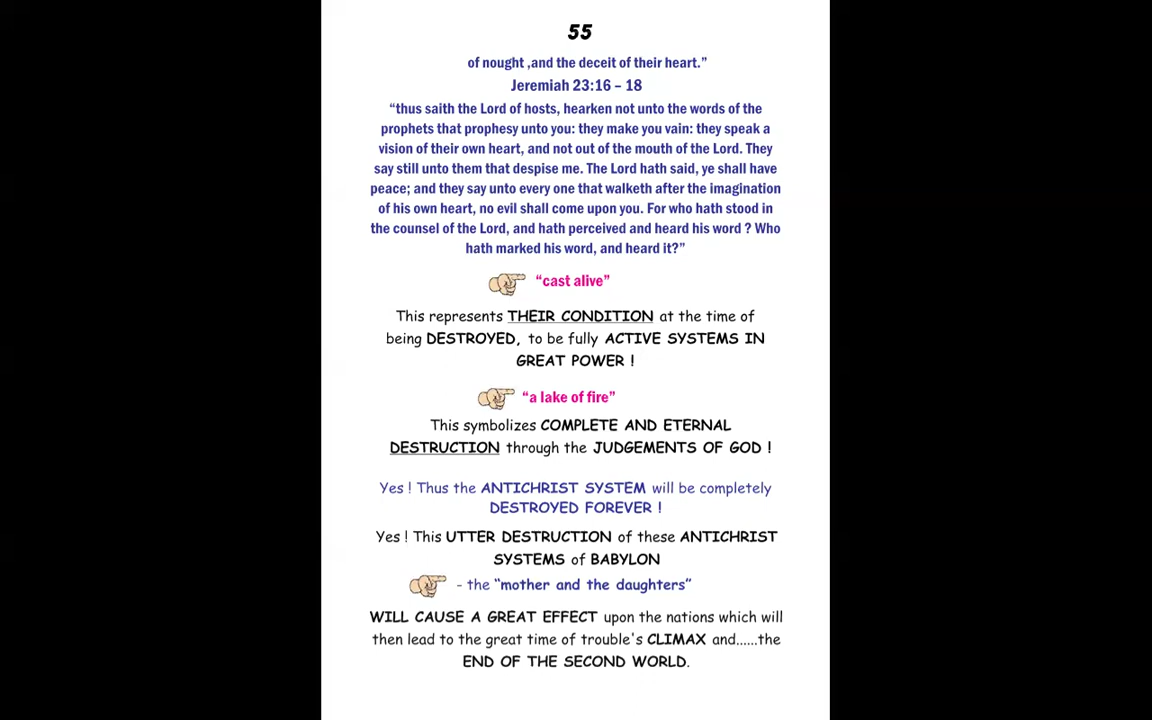 55
of nought ,and the deceit of their heart.”
Jeremiah 23:16 – 18
“thus saith the Lord of hosts, hearken not unto the words of the
prophets that prophesy unto you: they make you vain: they speak a
vision of their own heart, and not out of the mouth of the Lord. They
say still unto them that despise me. The Lord hath said, ye shall have
peace; and they say unto every one that walketh after the imagination
of his own heart, no evil shall come upon you. For who hath stood in
the counsel of the Lord, and hath perceived and heard his word ? Who
hath marked his word, and heard it?”
“cast alive”
This represents THEIR CONDITION at the time of
being DESTROYED, to be fully ACTIVE SYSTEMS IN
GREAT POWER !
“a lake of fire”
This symbolizes COMPLETE AND ETERNAL
DESTRUCTION through the JUDGEMENTS OF GOD !
Yes ! Thus the ANTICHRIST SYSTEM will be completely
DESTROYED FOREVER !
Yes ! This UTTER DESTRUCTION of these ANTICHRIST
SYSTEMS of BABYLON
- the “mother and the daughters”
WILL CAUSE A GREAT EFFECT upon the nations which will
then lead to the great time of trouble's CLIMAX and......the
END OF THE SECOND WORLD.